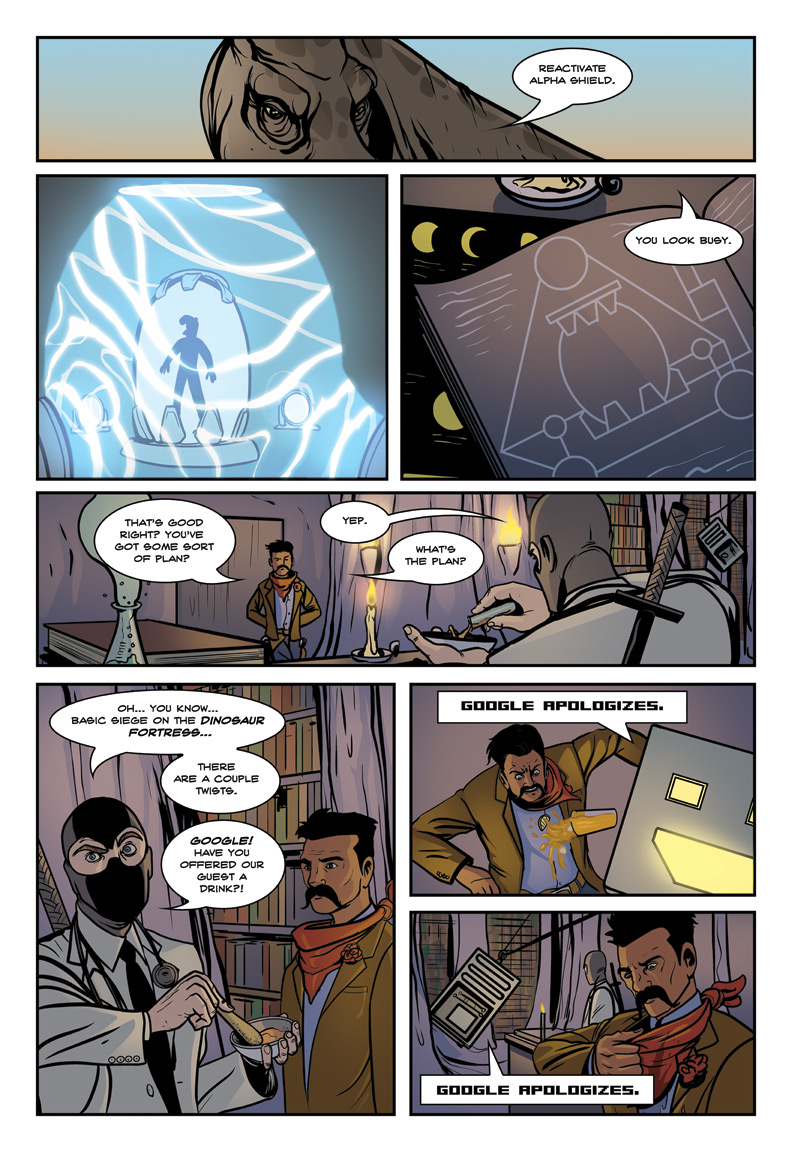 REACTIVATE
ALPHA SHIELD.
YOU LOOK BUSY.
THAT'S GOOD
RIGHT? YOU'VE
GOT SOME SORT
OF PLAN?
YEP.
WHAT'S
THE PLAN?
OH... YOU KNOW...
BASIC SIEGE ON THE DINOSAUR
FORTRESS...
THERE
ARE A COUPLE
TWISTS.
GOOGLE!
HAVE YOU
OFFERED OUR
GUEST A
DRINK?!
GOOGLE APOLOGIZES.
GOOGLE APOLOGIZES.